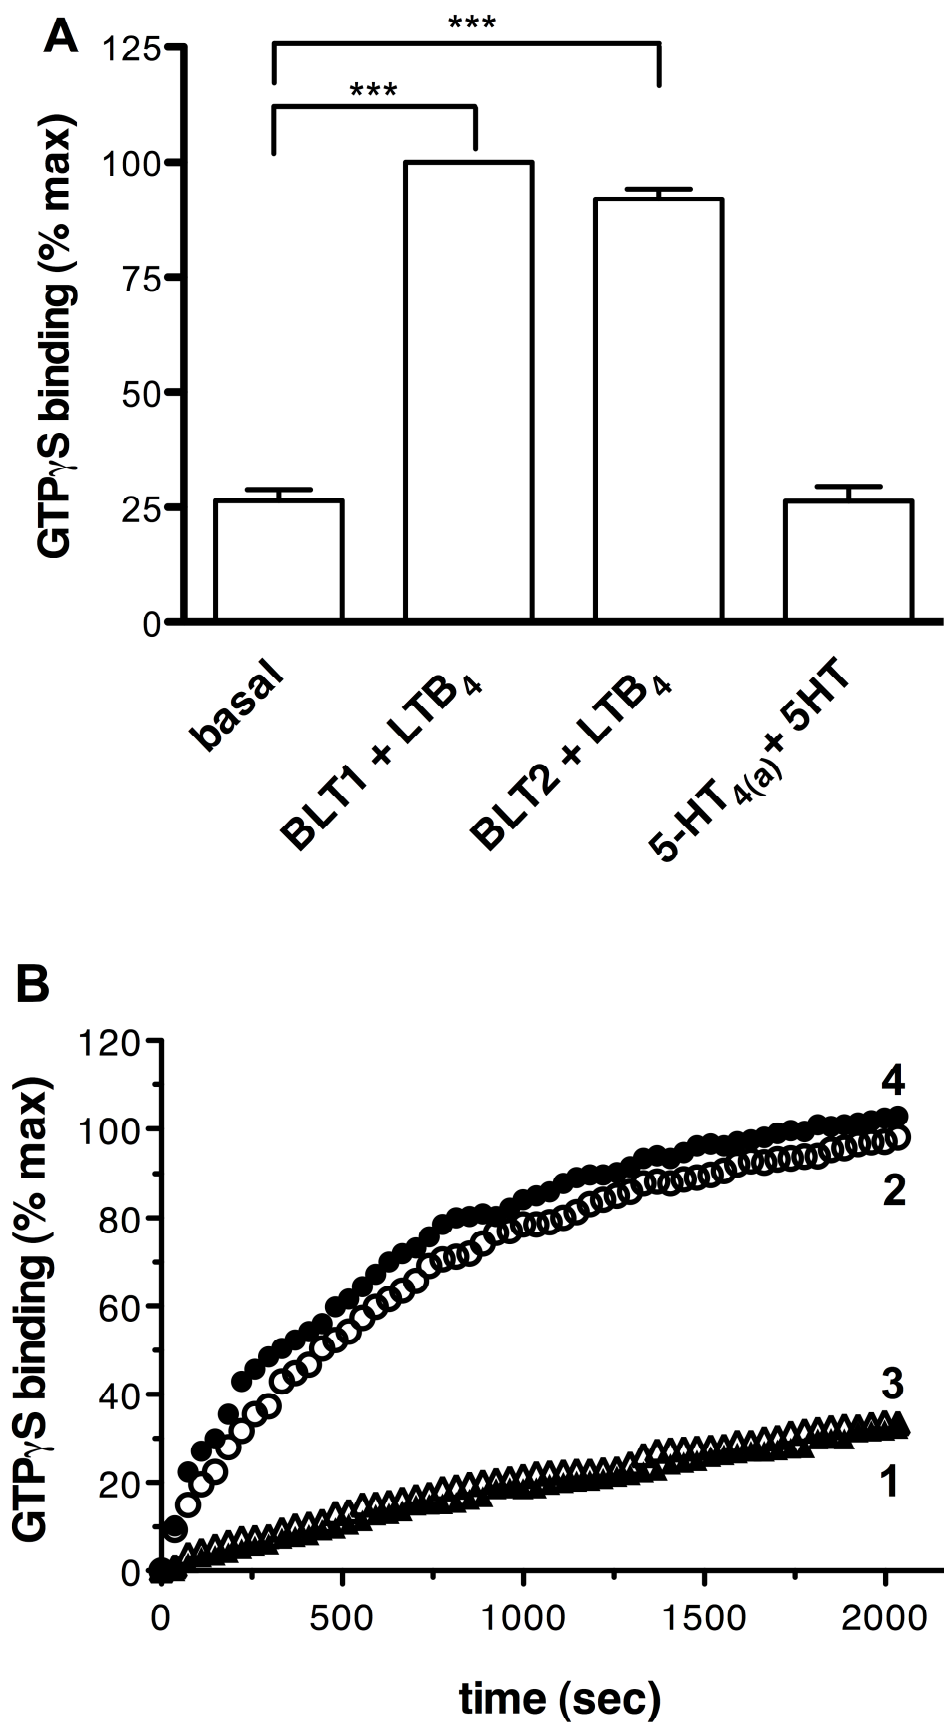 A
***
***
125
100
75
50
25
0
GTPγS binding (% max)
basal
BLT1 + LTB4
BLT2 + LTB4
5-HT4(a) + 5HT
B
120
100
80
60
40
20
0
GTPγS binding (% max)
4
2
3
1
0 500 1000 1500 2000
time (sec)